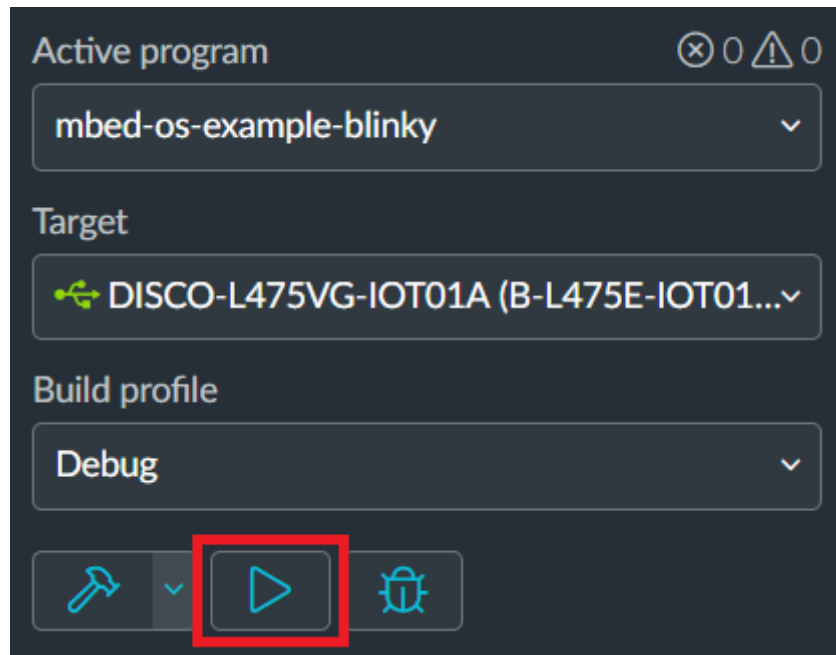 Active program
0 0
mbed-os-example-blinky
Target
DISCO-L475VG-IOT01A (B-L475E-IOT01...
Build profile
Debug